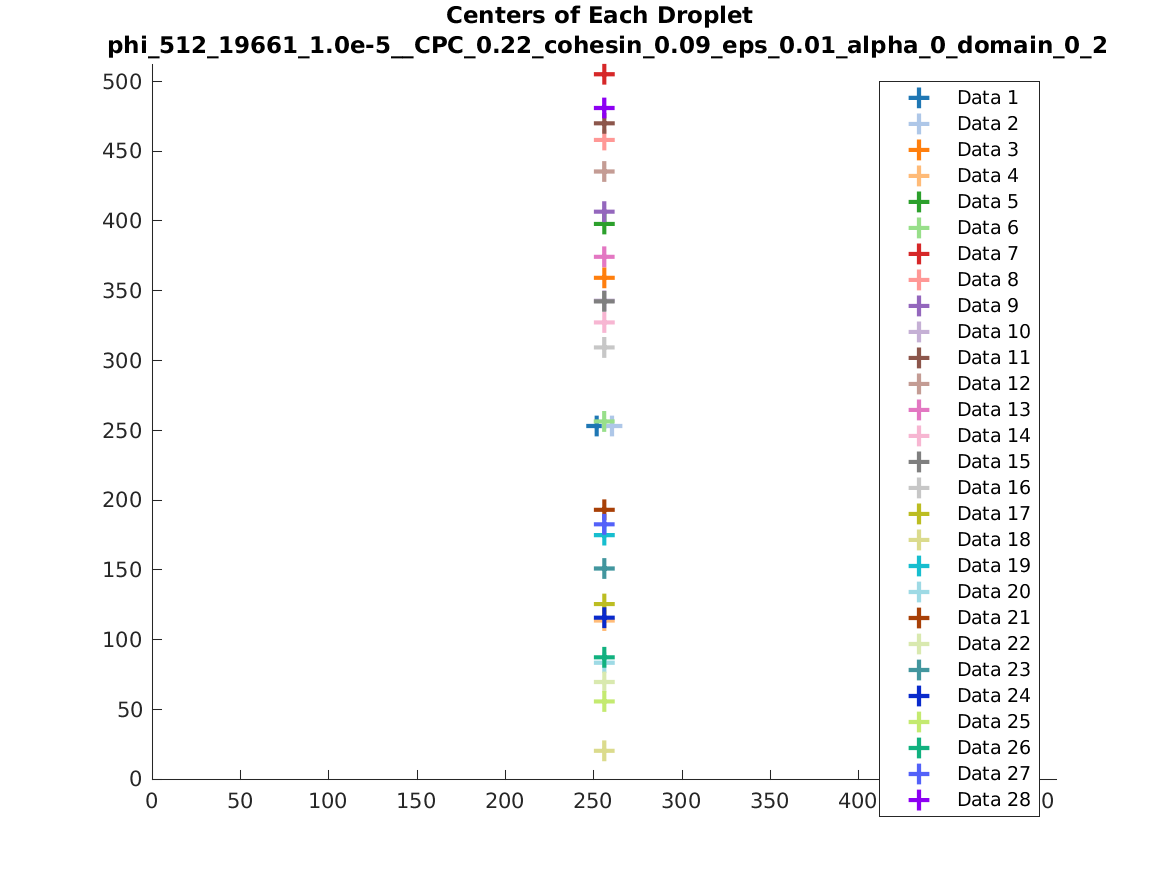 Centers of Each Droplet
phi_512_19661_1.0e-5__CPC_0.22_cohesin_0.09_eps_0.01_alpha_0_domain_0_2
500
450
400
350
300
250
200
150
100
50
0
0 50 100 150 200 250 300 350 400 0
Data 1
Data 2
Data 3
Data 4
Data 5
Data 6
Data 7
Data 8
Data 9
Data 10
Data 11
Data 12
Data 13
Data 14
Data 15
Data 16
Data 17
Data 18
Data 19
Data 20
Data 21
Data 22
Data 23
Data 24
Data 25
Data 26
Data 27
Data 28